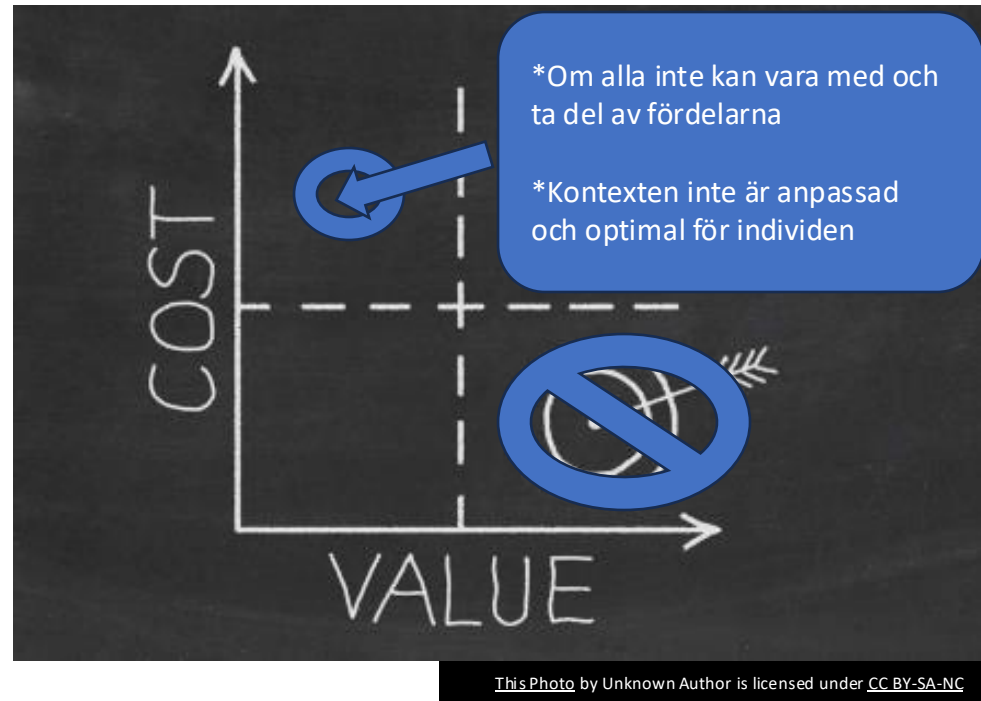 *Om alla inte kan vara med och
ta del av fördelarna
*Kontexten inte är anpassad
och optimal för individen
COST
VALUE
This Photo by Unknown Author is licensed under CC BY-SA-NC